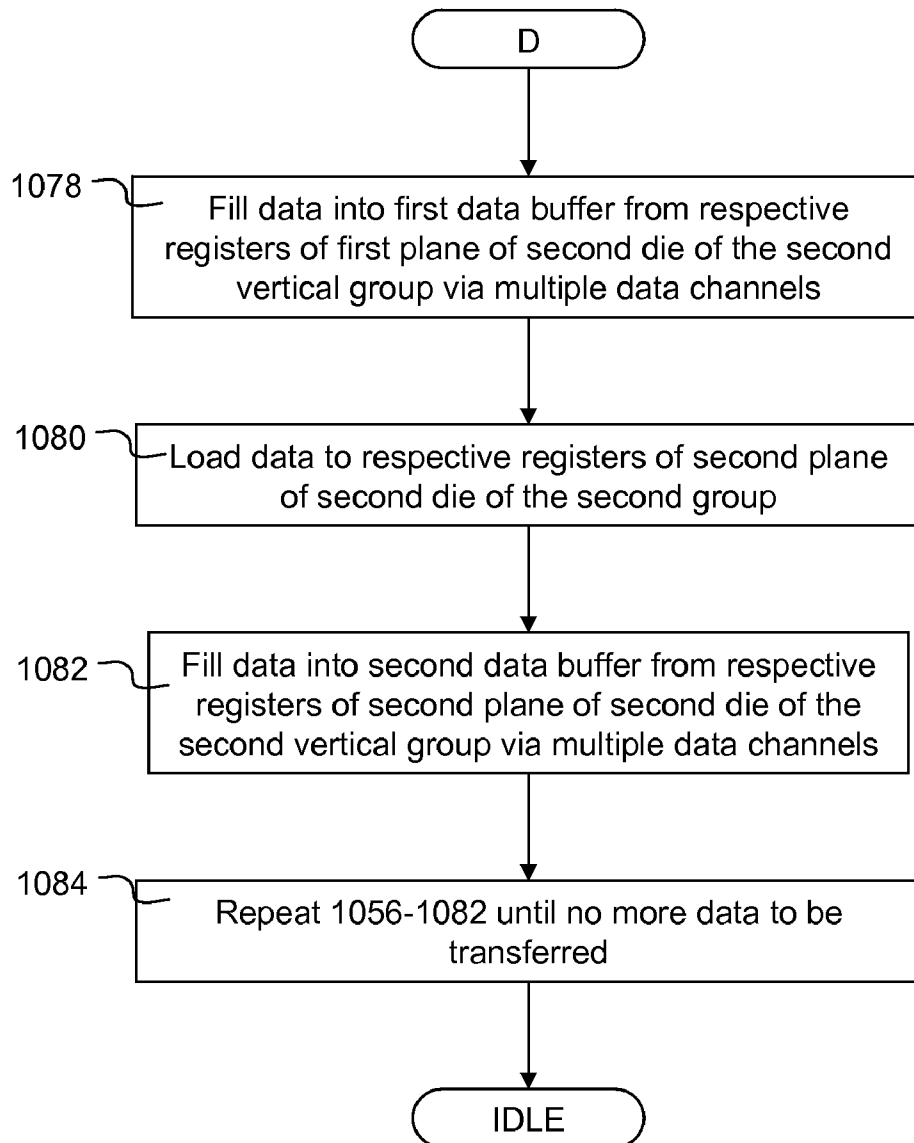 D
1078
Fill data into first data buffer from respective
registers of first plane of second die of the second
vertical group via multiple data channels
1080
Load data to respective registers of second plane
of second die of the second group
1082
Fill data into second data buffer from respective
registers of second plane of second die of the
second vertical group via multiple data channels
1084
Repeat 1056-1082 until no more data to be
transferred
IDLE